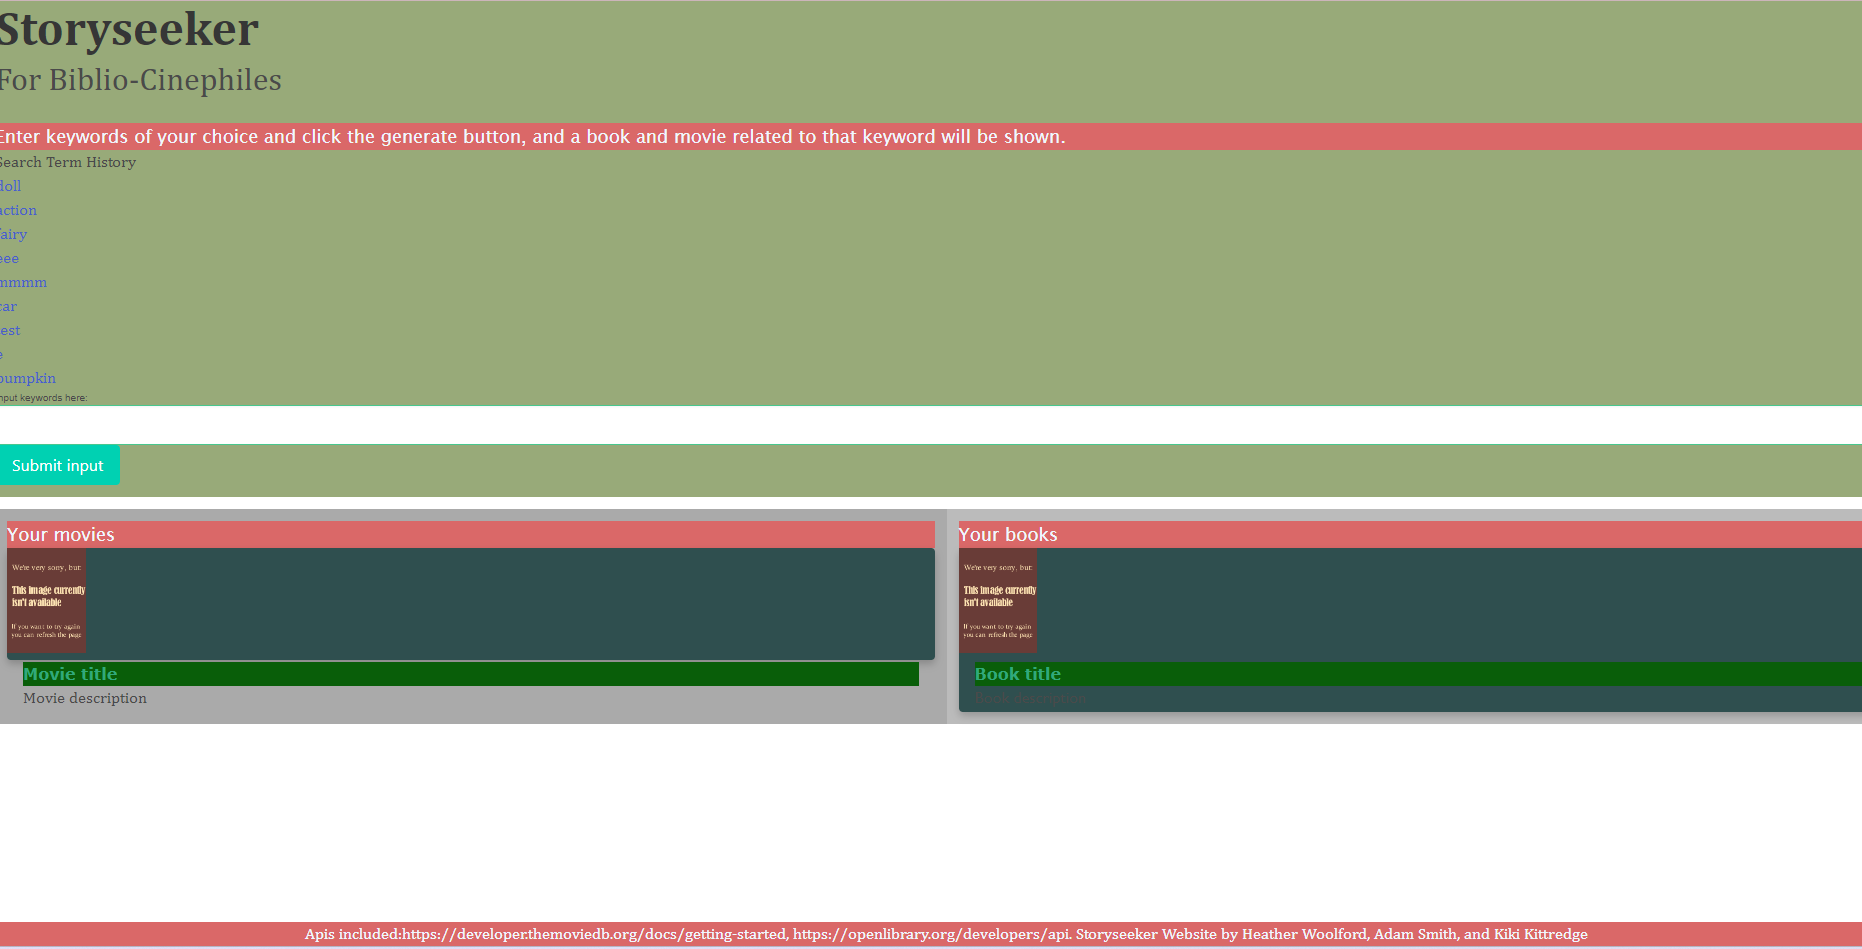 Storyseeker
For Biblio-Cinephiles
Enter keywords of your choice and click the generate button, and a book and movie related to that keyword will be shown.
Search Term History
doll
action
fairy
eee
mmmm
car
test
e
pumpkin
input keywords here:
Submit input
Your movies
We're very sorry, but:
This image currently
isn't available
If you want to try again
you can refresh the page
Movie title
Movie description
Your books
We're very sorry, but:
This image currently
isn't available
If you want to try again
you can refresh the page
Book title
Book description
Apis included:https://developer.themoviedb.org/docs/getting-started, https://openlibrary.org/developers/api. Storyseeker Website by Heather Woolford, Adam Smith, and Kiki Kittredge